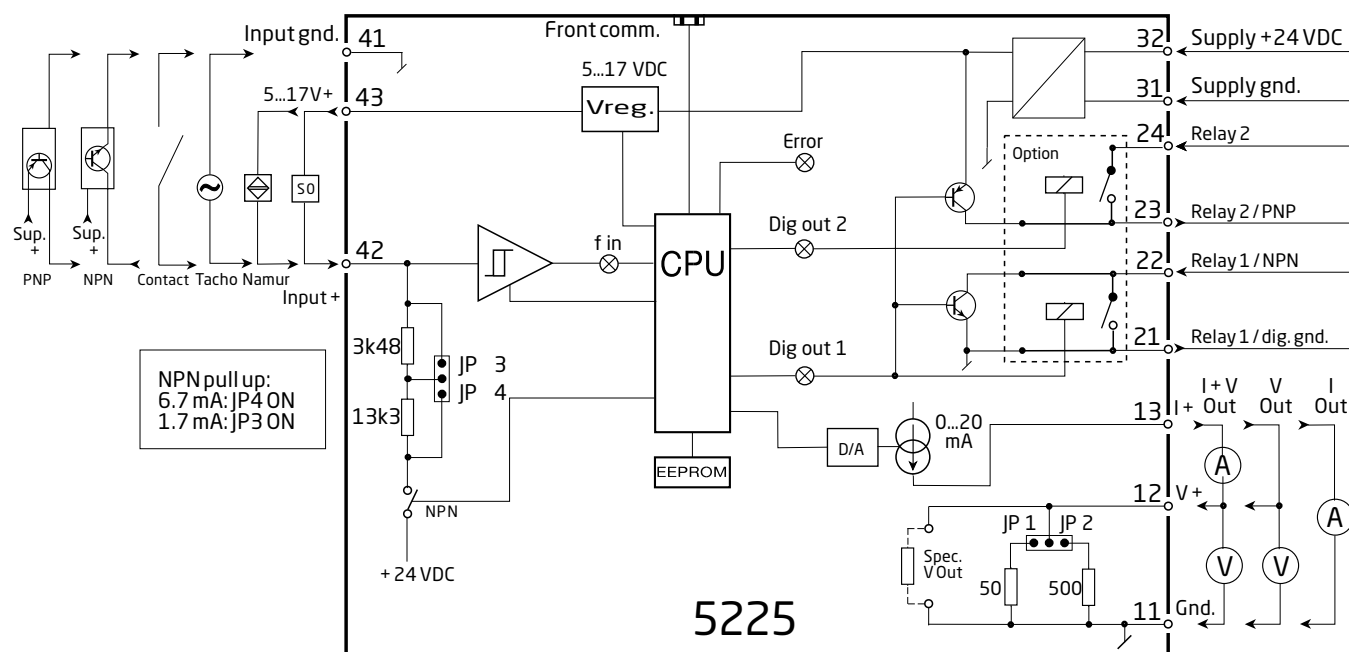 Input gnd. 41
Front comm.
32 Supply +24 VDC
5...17V+ 43
5...17 VDC
Vreg.
31 Supply gnd.
24 Relay 2
Error
Option
S0
Sup. +
PNP
Sup. +
NPN
Contact
Tacho
Namur
42
Input +
f in
CPU
Dig out 2
23 Relay 2 / PNP
22 Relay 1 / NPN
Dig out 1
21 Relay 1 / dig. gnd.
3k48
JP 3
JP 4
13k3
NPN pull up:
6.7 mA: JP4 ON
1.7 mA: JP3 ON
EEPROM
NPN
+ 24 VDC
D/A
0...20 mA
13 I +
I + V Out
V Out
I Out
A
A
V
V
12 V +
JP 1
JP 2
Spec. V Out
50
500
11 Gnd.
5225